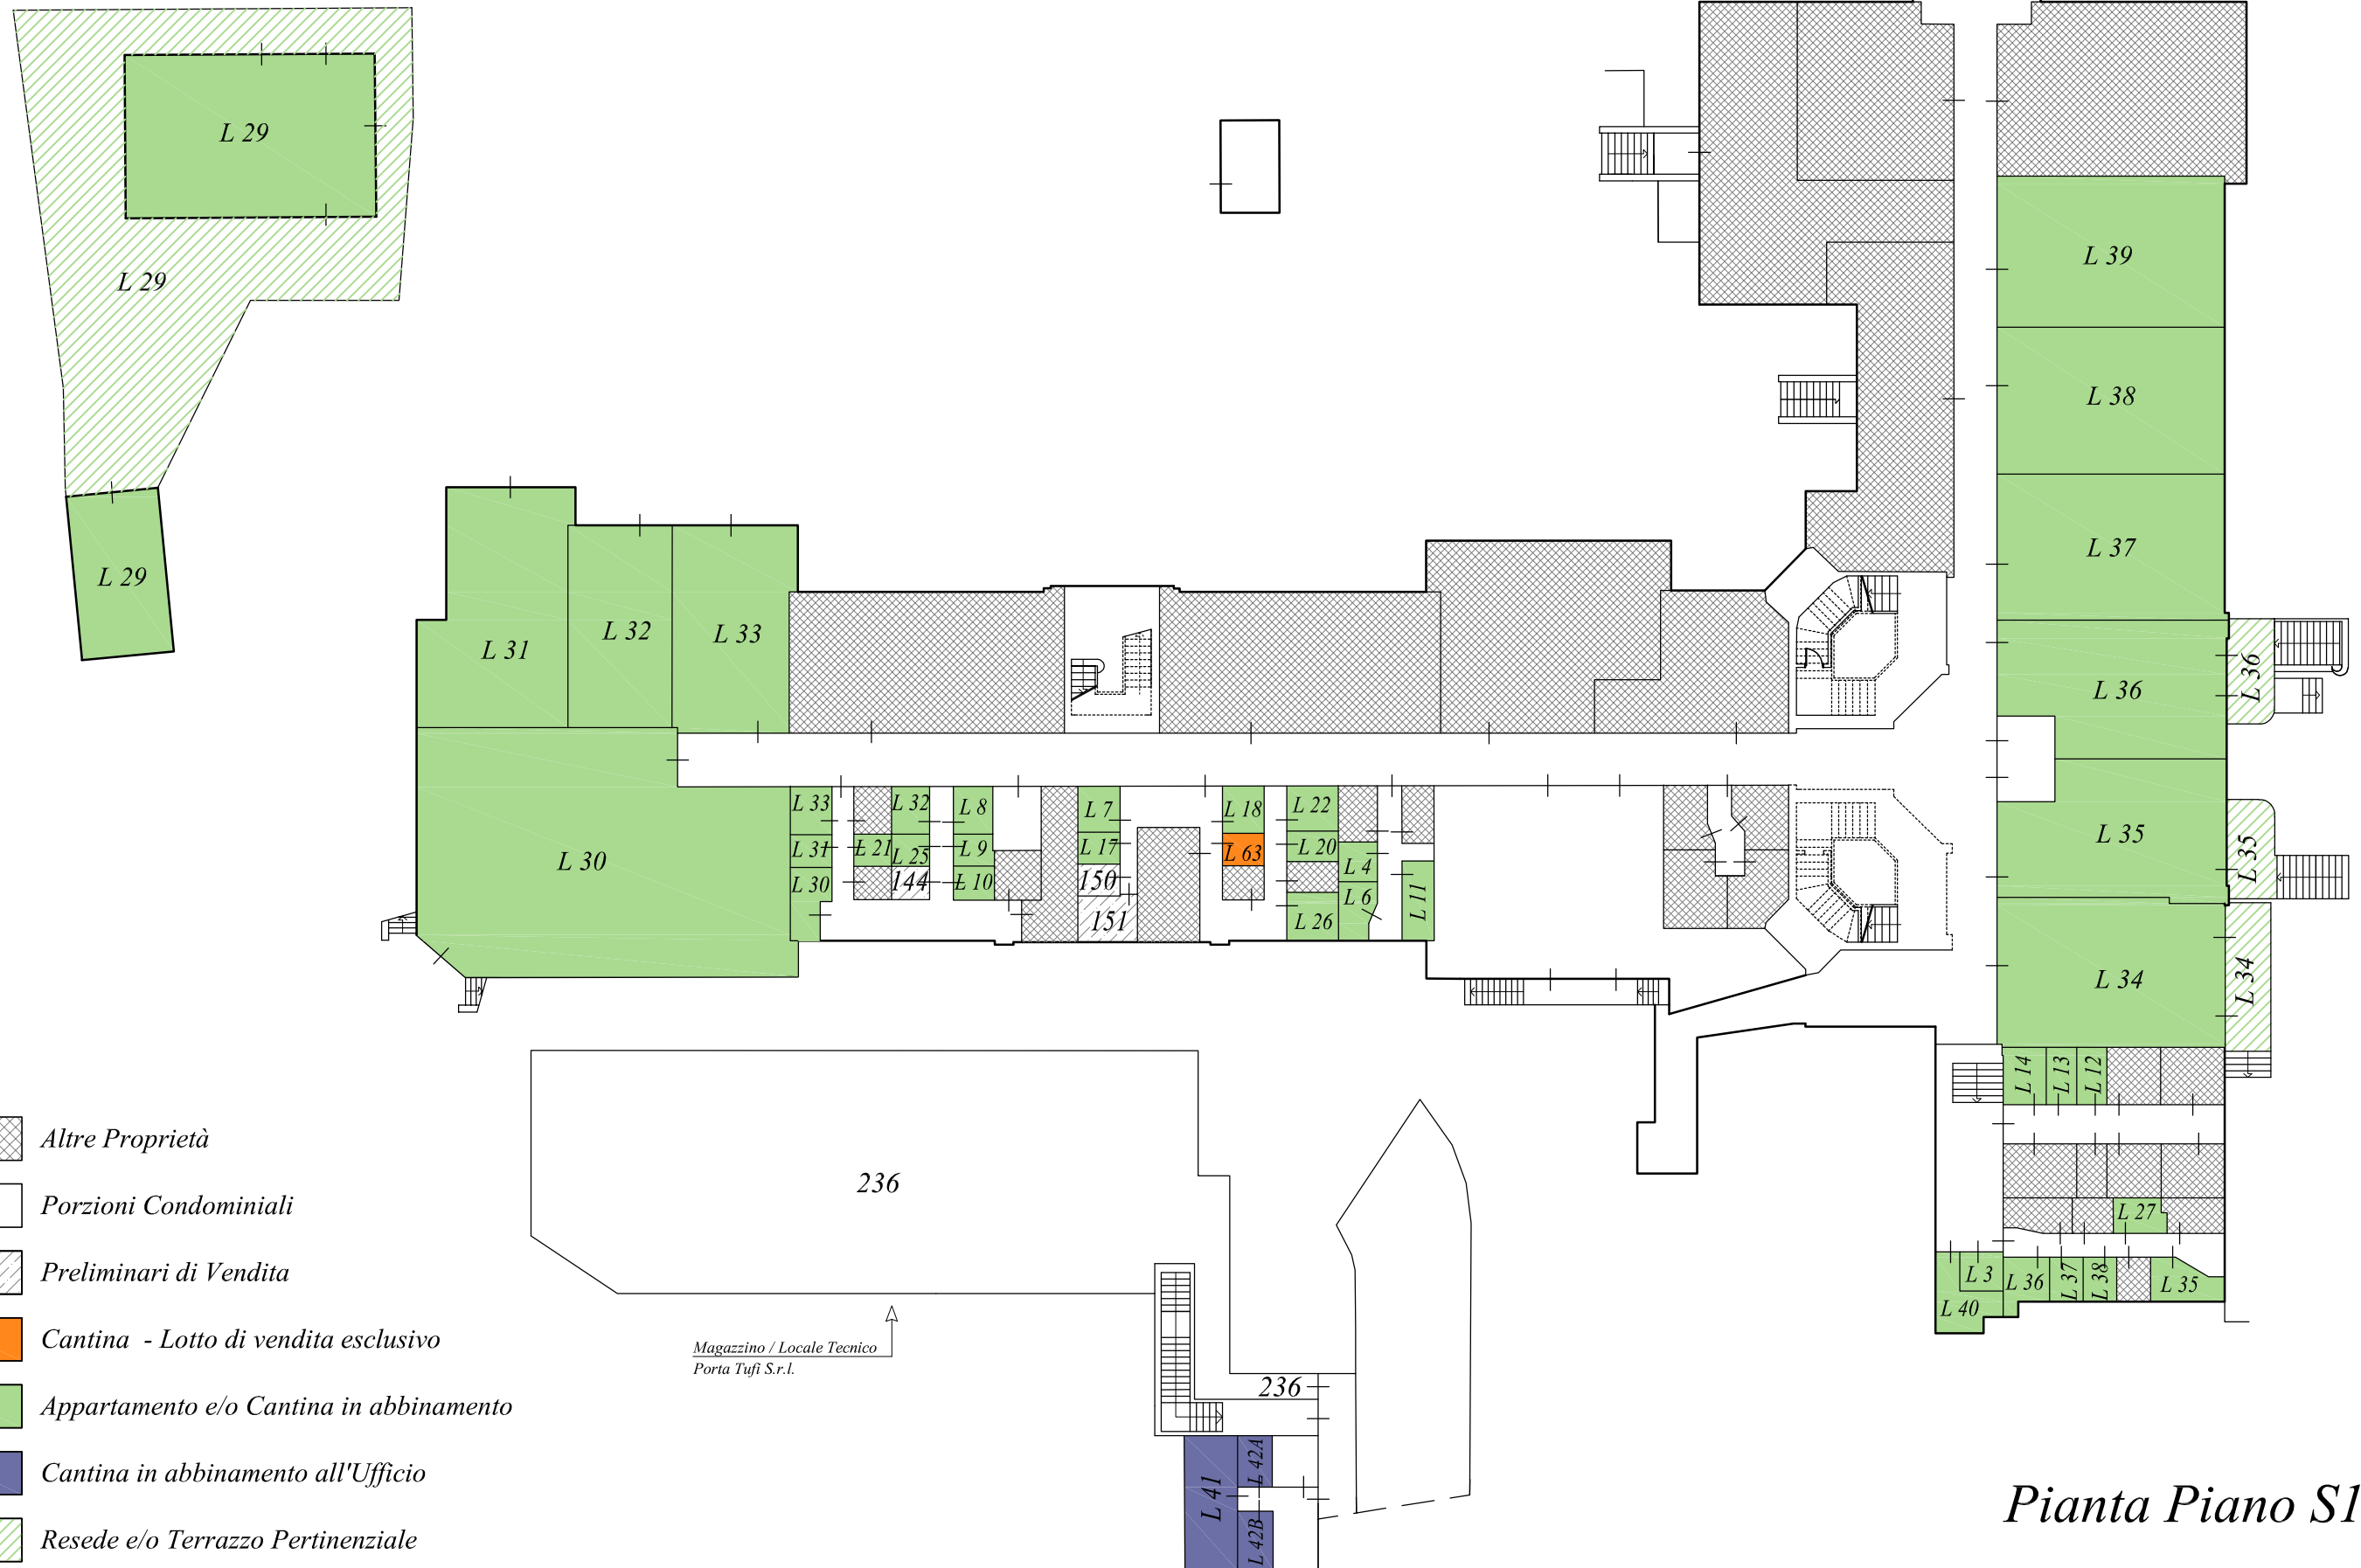 L 29
L 29
L 29
L 39
L 38
L 37
L 36
L 36
L 35
L 35
L 34
L 34
L 31
L 32
L 33
L 30
L 33
L 31
L 30
L 21
L 32
L 25
144
L 8
L 9
L 10
L 7
L 17
150
151
L 18
L 63
L 22
L 20
L 26
L 4
L 6
L 11
L 14
L 13
L 12
L 27
L 3
L 40
L 36
L 37
L 38
L 35
236
Magazzino / Locale Tecnico
Porta Tufi S.r.l.
236
L 41
L 42A
L 42B
Altre Proprietà
Porzioni Condominiali
Preliminari di Vendita
Cantina - Lotto di vendita esclusivo
Appartamento e/o Cantina in abbinamento
Cantina in abbinamento all'Ufficio
Resede e/o Terrazzo Pertinenziale
Pianta Piano S1